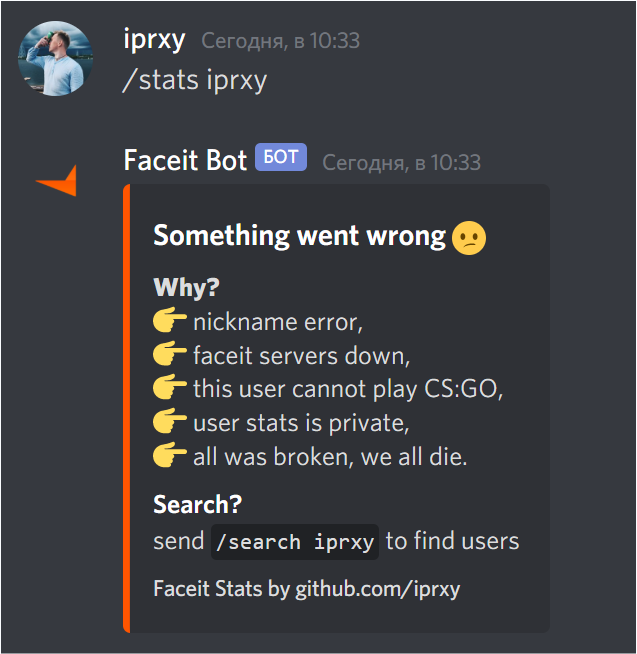 iprxy Сегодня, в 10:33
/stats iprxy
Faceit Bot БОТ Сегодня, в 10:33
Something went wrong
Why?
nickname error,
faceit servers down,
this user cannot play CS:GO,
user stats is private,
all was broken, we all die.
Search?
send /search iprxy to find users
Faceit Stats by github.com/iprxy